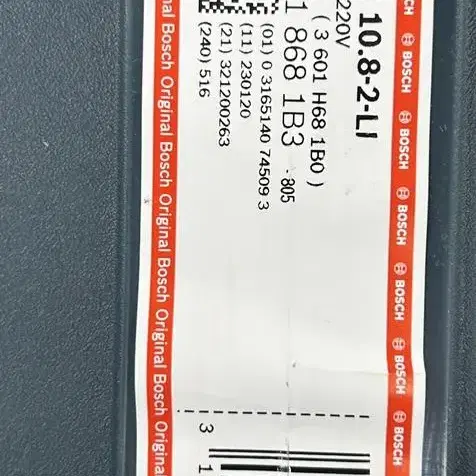 BOSCH BOSCH BOSCH BOSCH BOSCH BOSCH
10.8-2-LI
220V
( 3 601 H68 1B0 )
1 868 1B3 - 805
(01) 0 3165140 74509 3
(11) 230120
(21) 321200263
(240) 516
3
1
Original Bosch Original Bosch Original Bosch Original Bosch Original